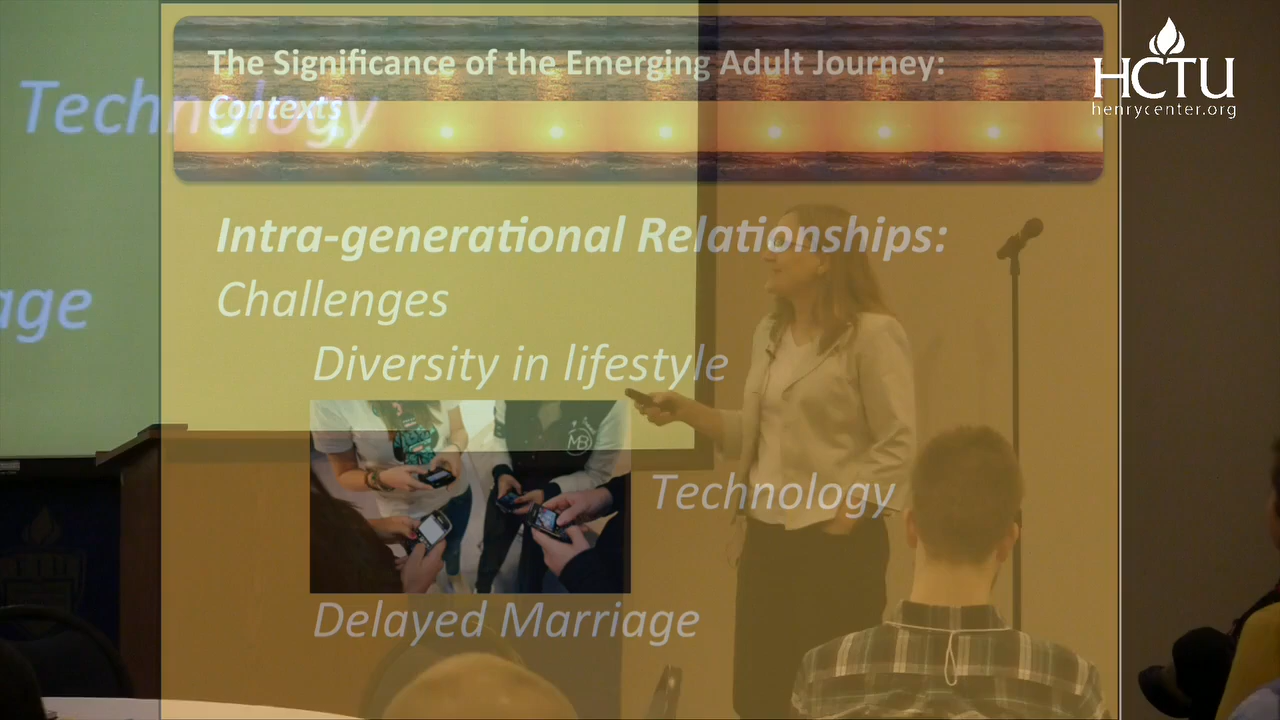 The Significance of the Emerging Adult Journey:
Contexts
Technology
HCTU
henrycenter.org
Intra-generational Relationships:
Challenges
age
Diversity in lifestyle
MB
Technology
Delayed Marriage